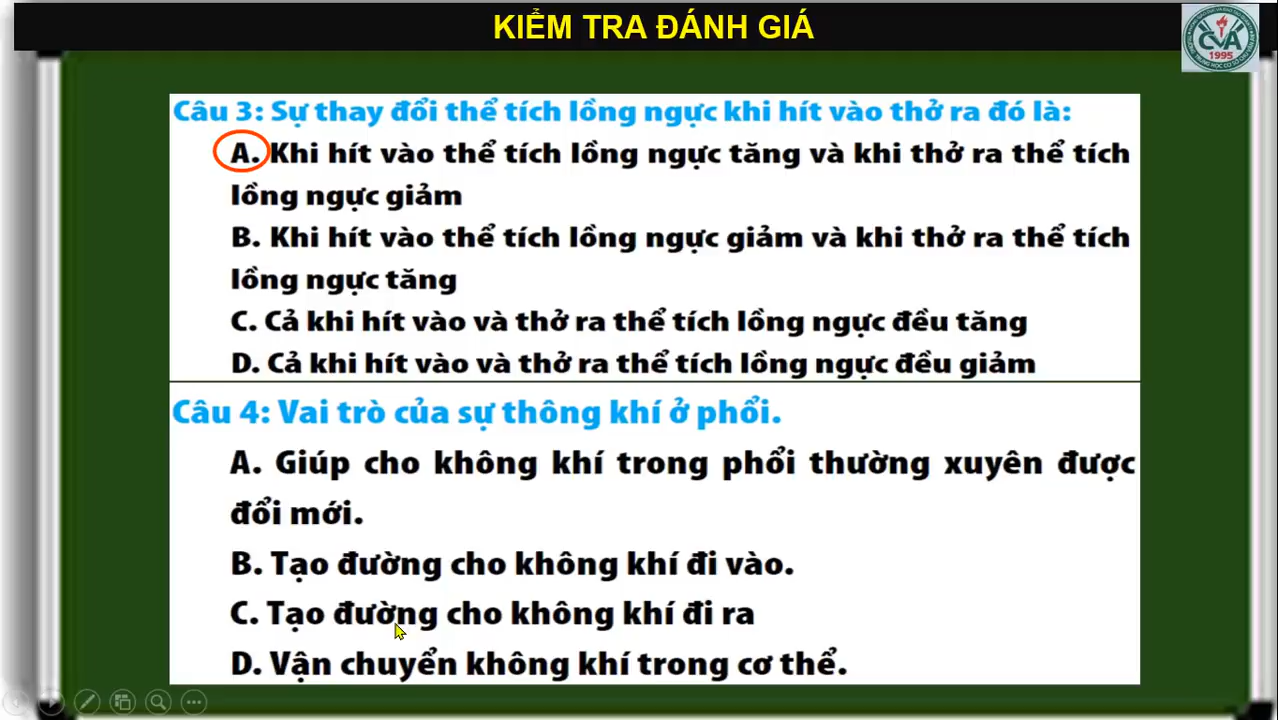 KIỂM TRA ĐÁNH GIÁ
CVA
1995
Câu 3: Sự thay đổi thể tích lồng ngực khi hít vào thở ra đó là:
A. Khi hít vào thể tích lồng ngực tăng và khi thở ra thể tích
lồng ngực giảm
B. Khi hít vào thể tích lồng ngực giảm và khi thở ra thể tích
lồng ngực tăng
C. Cả khi hít vào và thở ra thể tích lồng ngực đều tăng
D. Cả khi hít vào và thở ra thể tích lồng ngực đều giảm
Câu 4: Vai trò của sự thông khí ở phổi.
A. Giúp cho không khí trong phổi thường xuyên được
đổi mới.
B. Tạo đường cho không khí đi vào.
C. Tạo đường cho không khí đi ra
D. Vận chuyển không khí trong cơ thể.